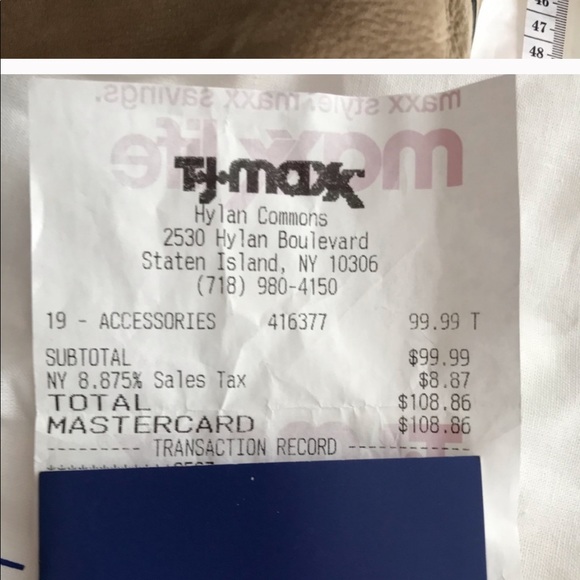 46
47
48
maxx style. maxx savings.
maxx life
T·J·maxx
Hylan Commons
2530 Hylan Boulevard
Staten Island, NY 10306
(718) 980-4150
19 - ACCESSORIES 416377 99.99 T
SUBTOTAL $99.99
NY 8.875% Sales Tax $8.87
TOTAL $108.86
MASTERCARD $108.86
--------- TRANSACTION RECORD ------------